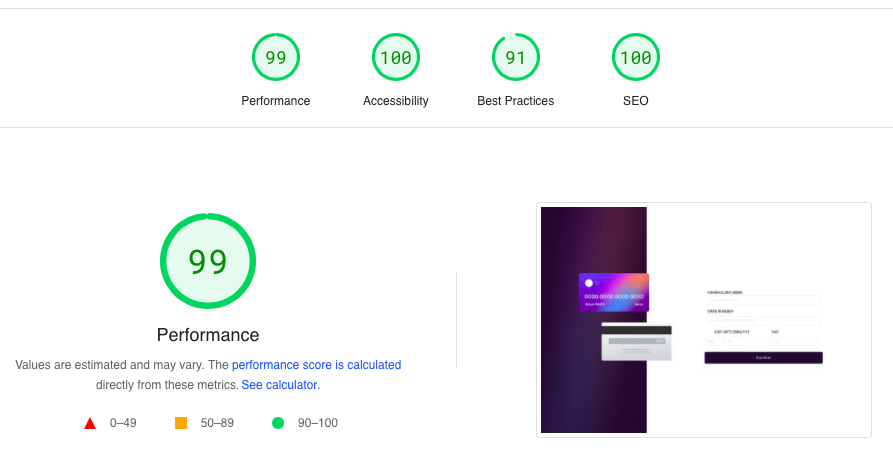 99
100
91
100
Performance
Accessibility
Best Practices
SEO
99
Performance
Values are estimated and may vary. The performance score is calculated
directly from these metrics. See calculator.
0–49
50–89
90–100
0000 0000 0000 0000
CARDHOLDER NAME
CARD NUMBER
EXP. DATE (MM/YY)
CVC
Confirm